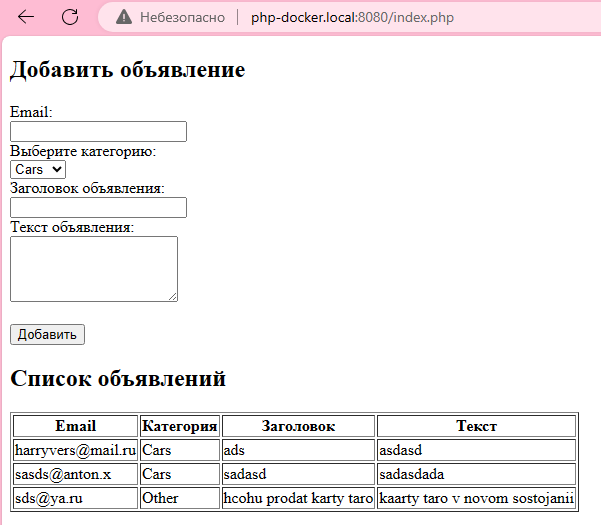 Небезопасно php-docker.local:8080/index.php
Добавить объявление
Email:
Выберите категорию:
Cars
Заголовок объявления:
Текст объявления:
Добавить
Список объявлений
Email Категория Заголовок Текст
harryvers@mail.ru Cars ads asdasd
sasds@anton.x Cars sadasd sadasdada
sds@ya.ru Other hcohu prodat karty taro kaarty taro v novom sostojanii